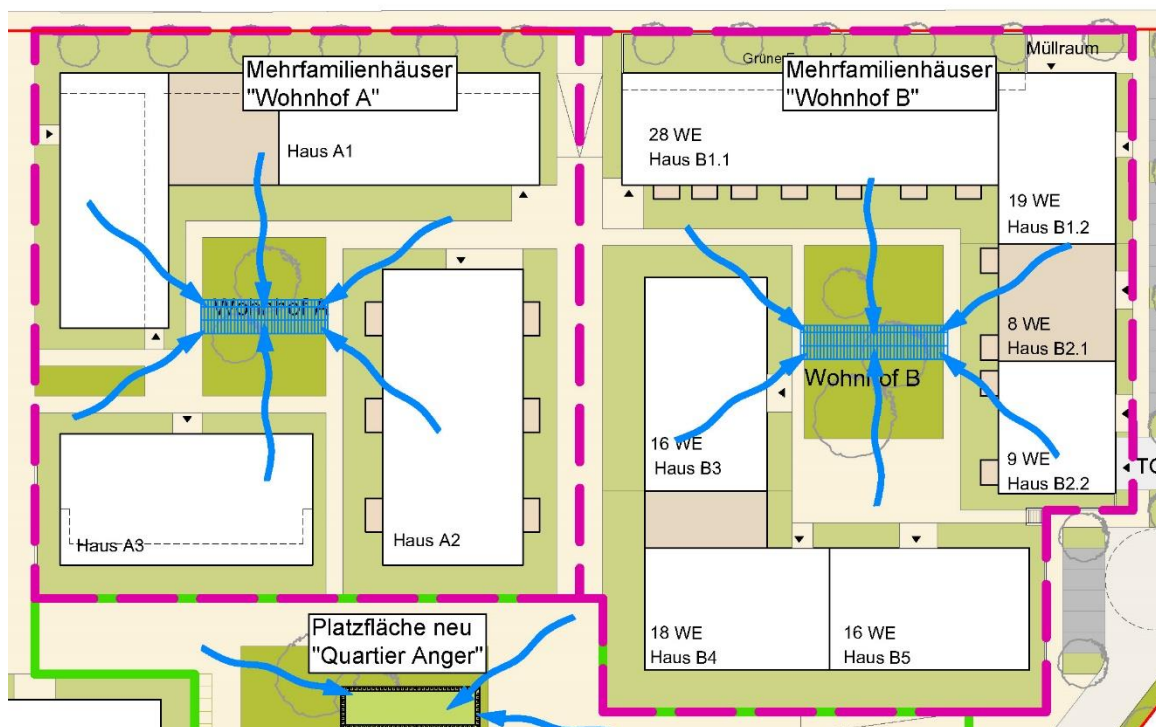 Müllraum
Mehrfamilienhäuser
"Wohnhof A"
Mehrfamilienhäuser
"Wohnhof B"
28 WE
Haus B1.1
Haus A1
19 WE
Haus B1.2
Wohnhof A
8 WE
Haus B2.1
Wohnhof B
16 WE
Haus B3
9 WE
Haus B2.2
TG
Haus A3
Haus A2
Platzfläche neu
"Quartier Anger"
18 WE
Haus B4
16 WE
Haus B5